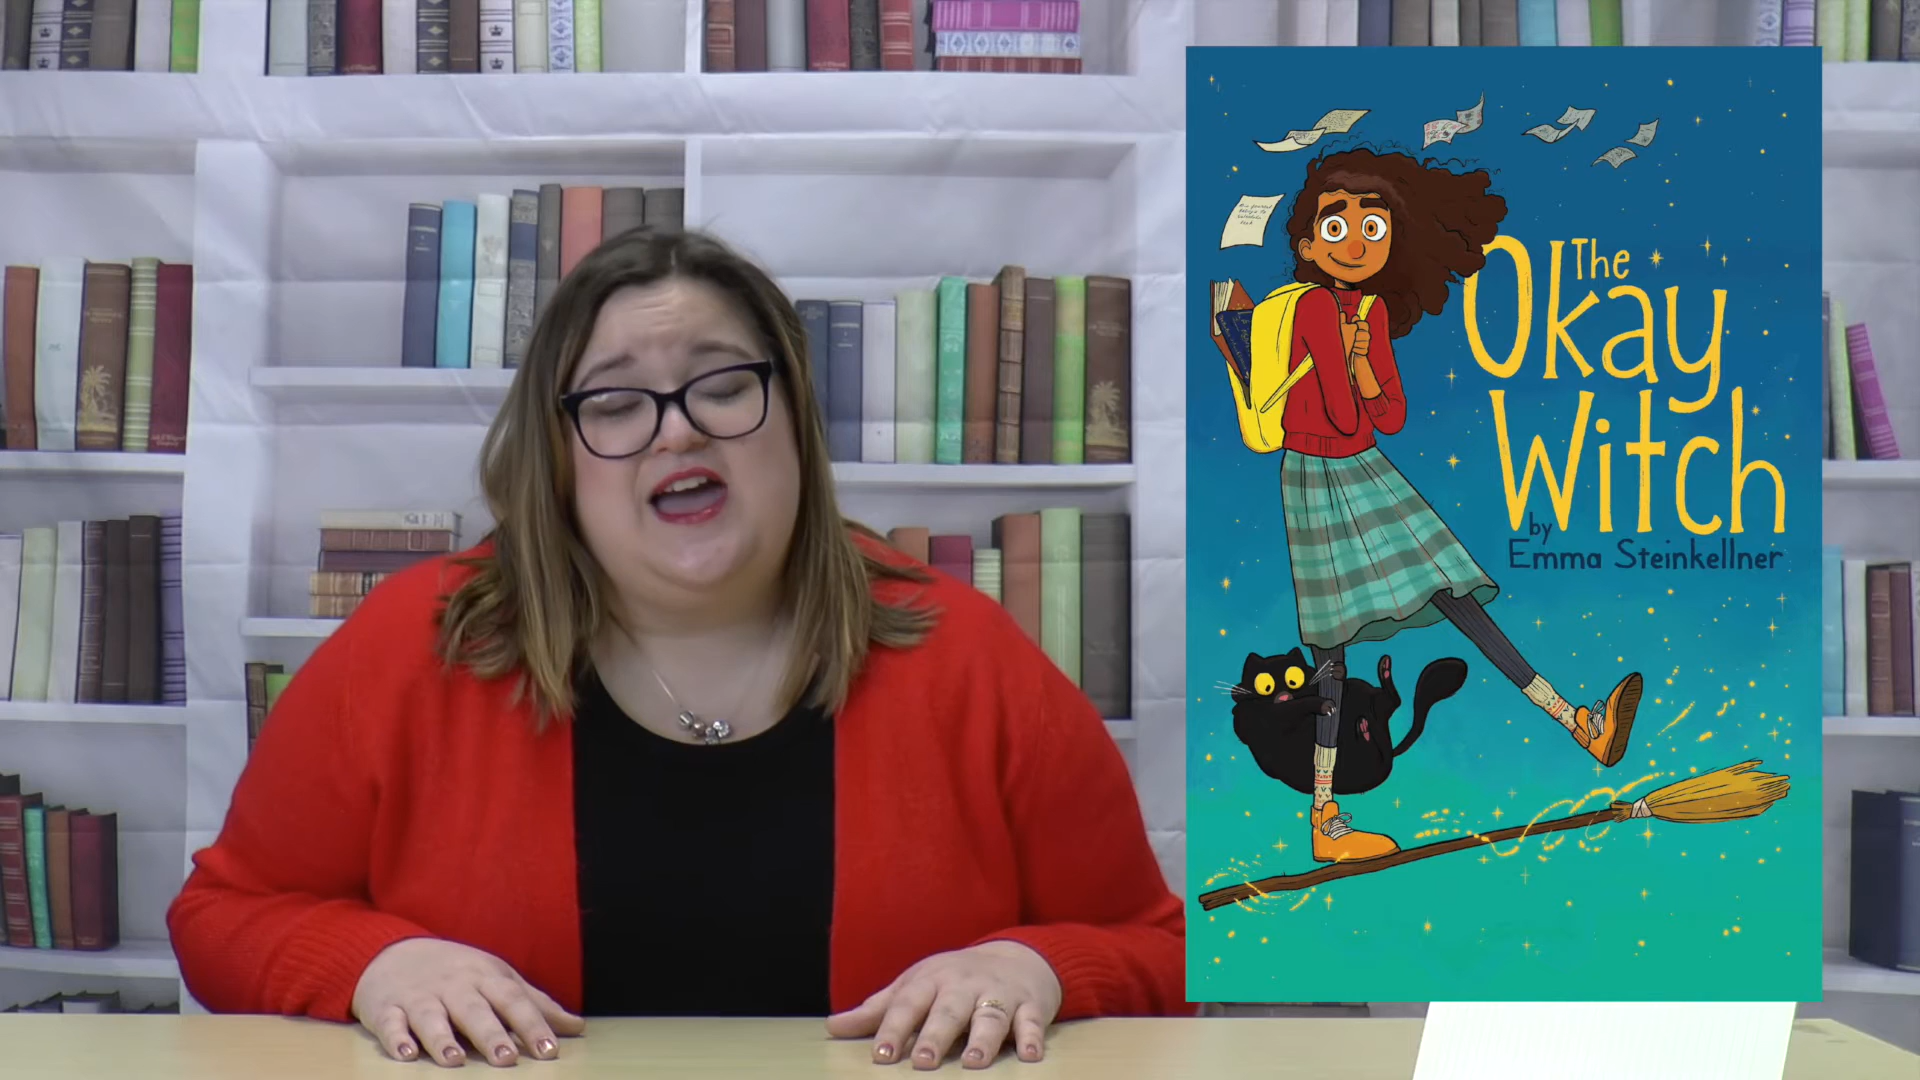 The
Okay
Witch
by
Emma Steinkellner